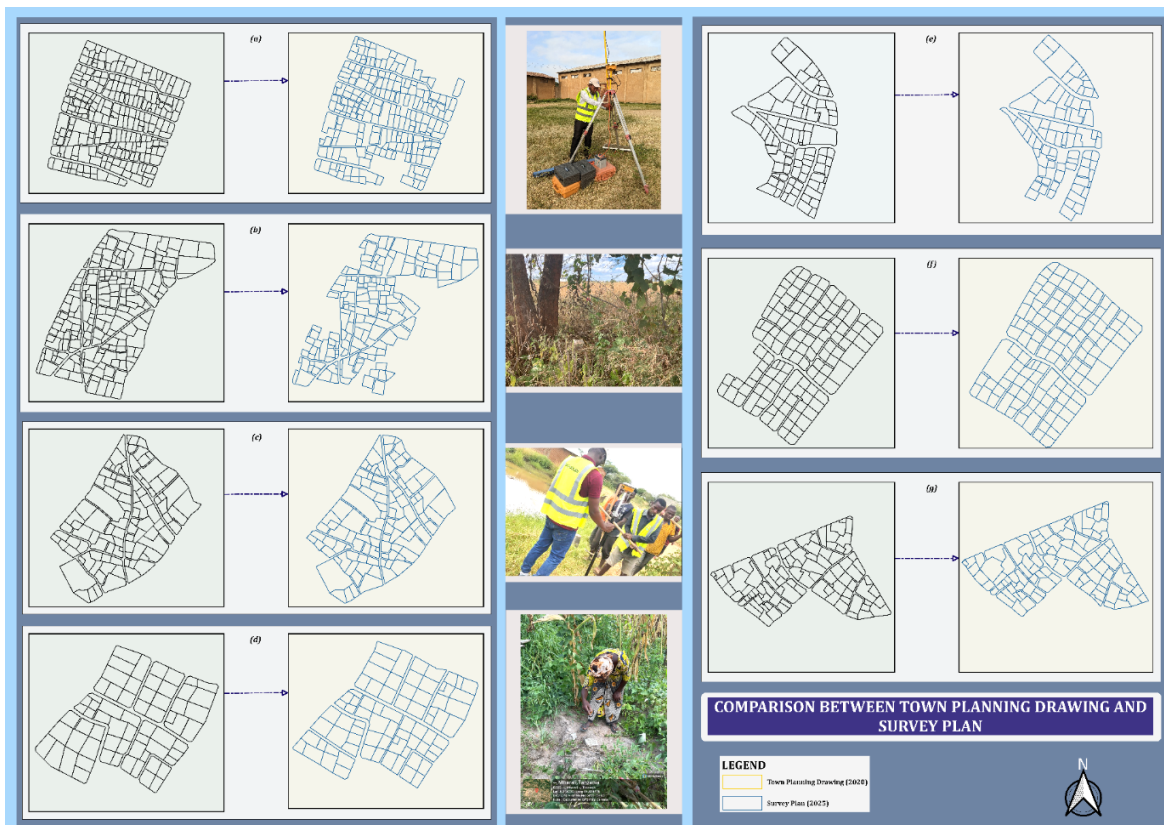 (a)
(b)
(c)
(d)
(e)
(f)
(g)
COMPARISON BETWEEN TOWN PLANNING DRAWING AND
SURVEY PLAN
LEGEND
Town Planning Drawing (2020)
Survey Plan (2025)
N